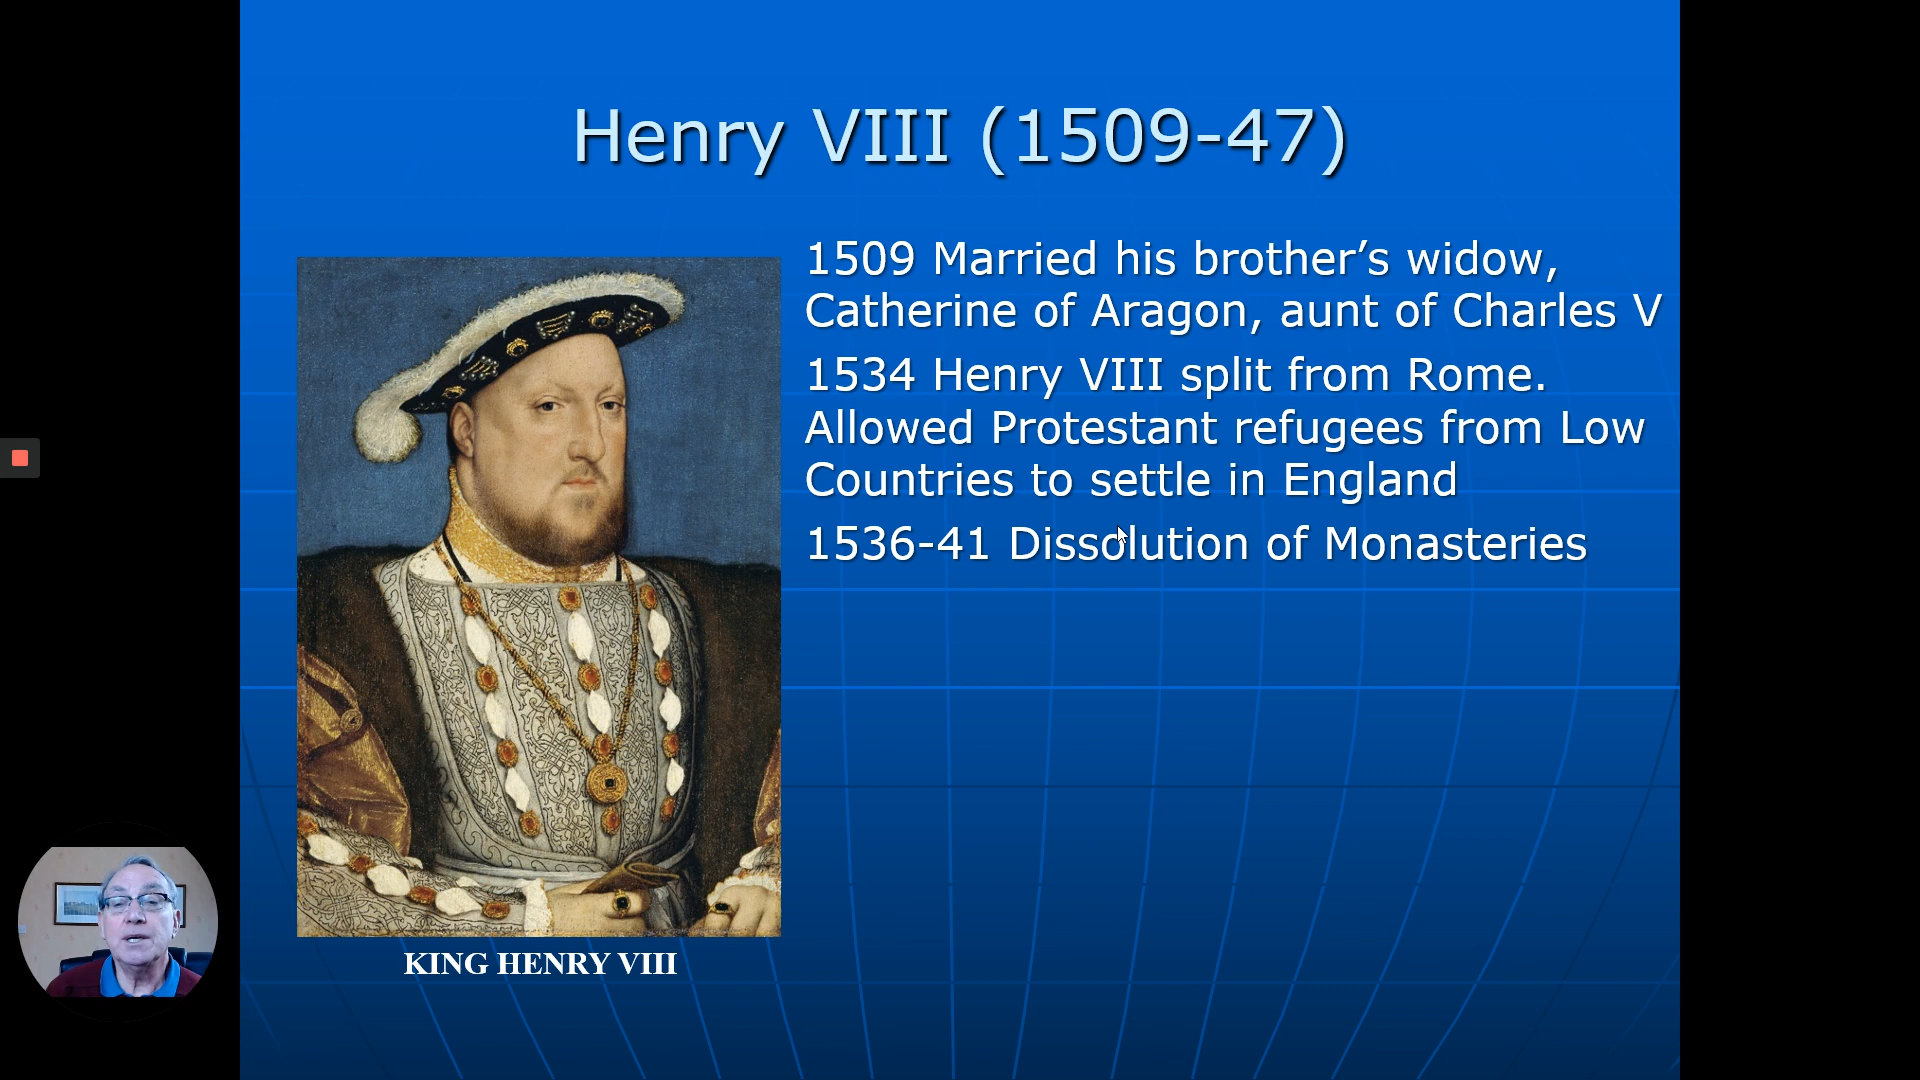 Henry VIII (1509-47)
1509 Married his brother’s widow,
Catherine of Aragon, aunt of Charles V
1534 Henry VIII split from Rome.
Allowed Protestant refugees from Low
Countries to settle in England
1536-41 Dissolution of Monasteries
KING HENRY VIII